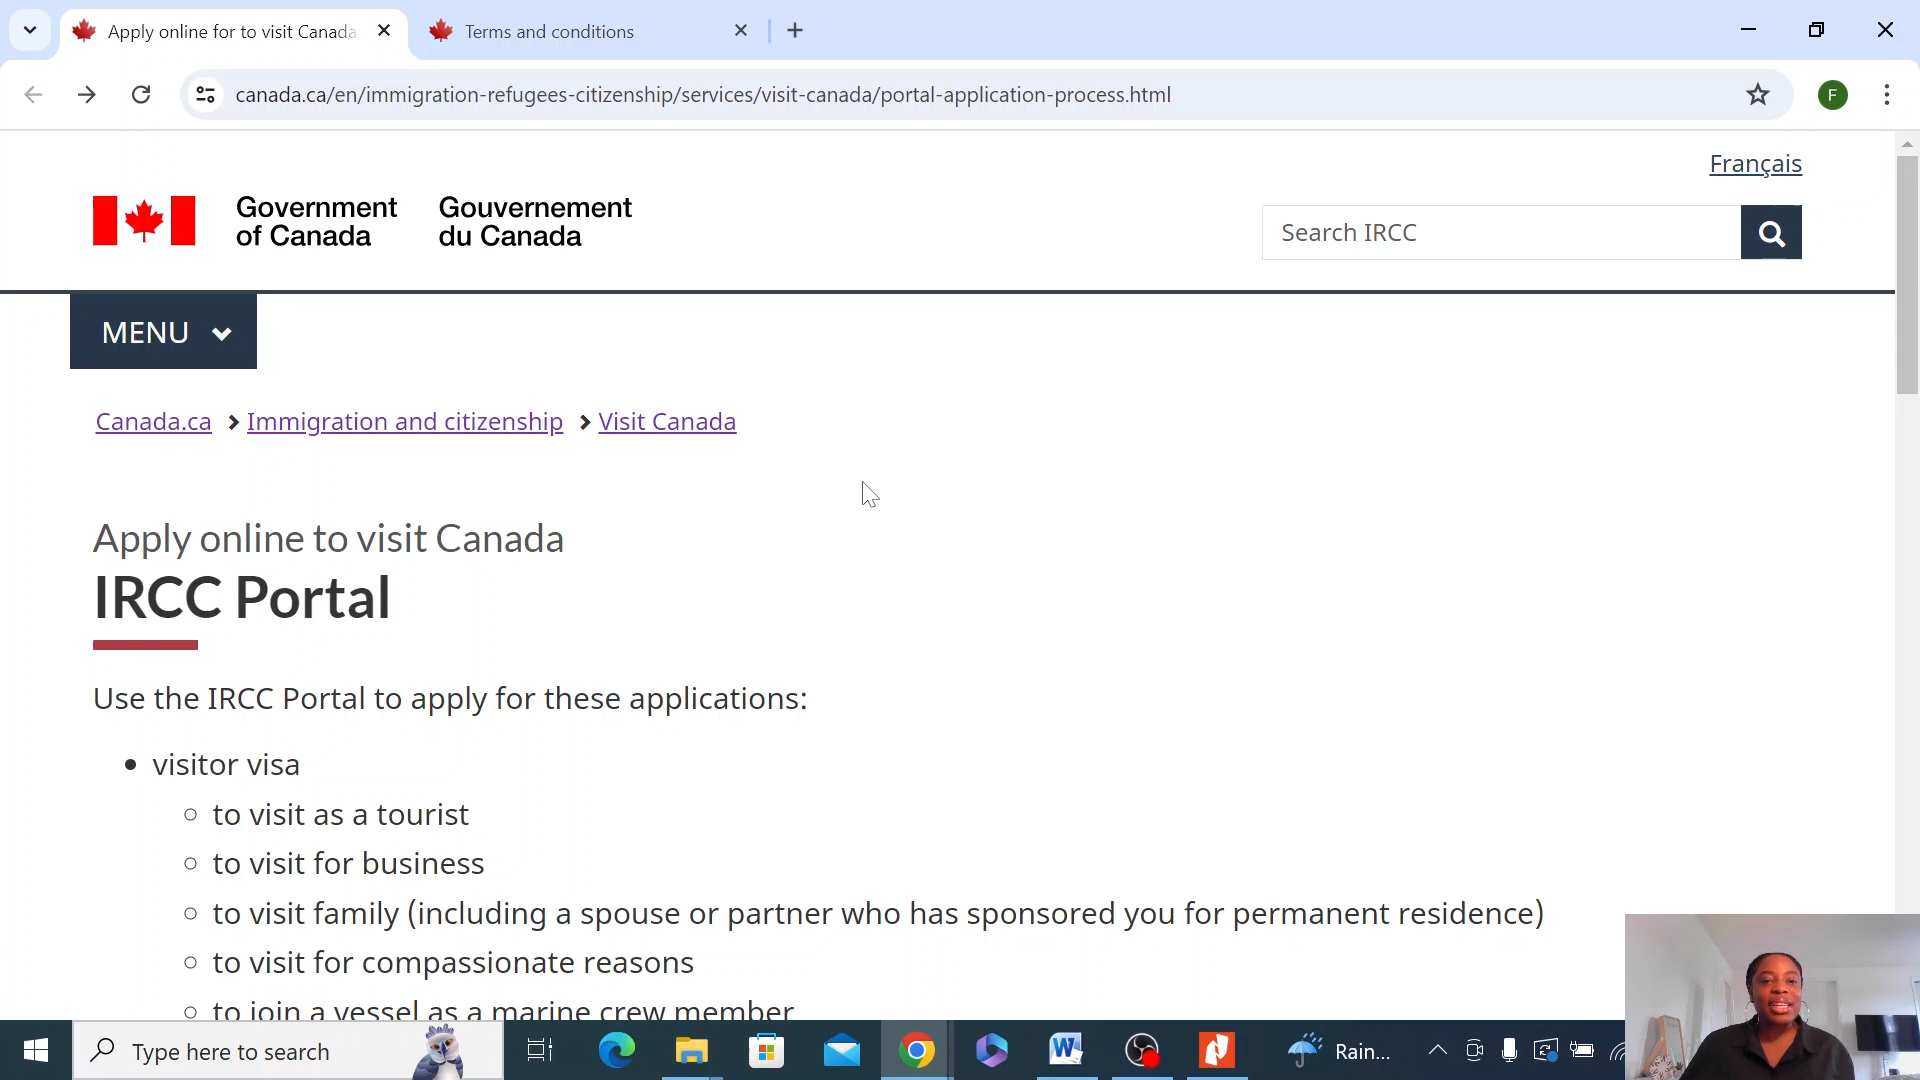 Apply online for to visit Canada
Terms and conditions
canada.ca/en/immigration-refugees-citizenship/services/visit-canada/portal-application-process.html
F
Français
Government of Canada
Gouvernement du Canada
Search IRCC
MENU
Canada.ca > Immigration and citizenship > Visit Canada
Apply online to visit Canada
IRCC Portal
Use the IRCC Portal to apply for these applications:
• visitor visa
○ to visit as a tourist
○ to visit for business
○ to visit family (including a spouse or partner who has sponsored you for permanent residence)
○ to visit for compassionate reasons
○ to join a vessel as a marine crew member
Type here to search
Rain...